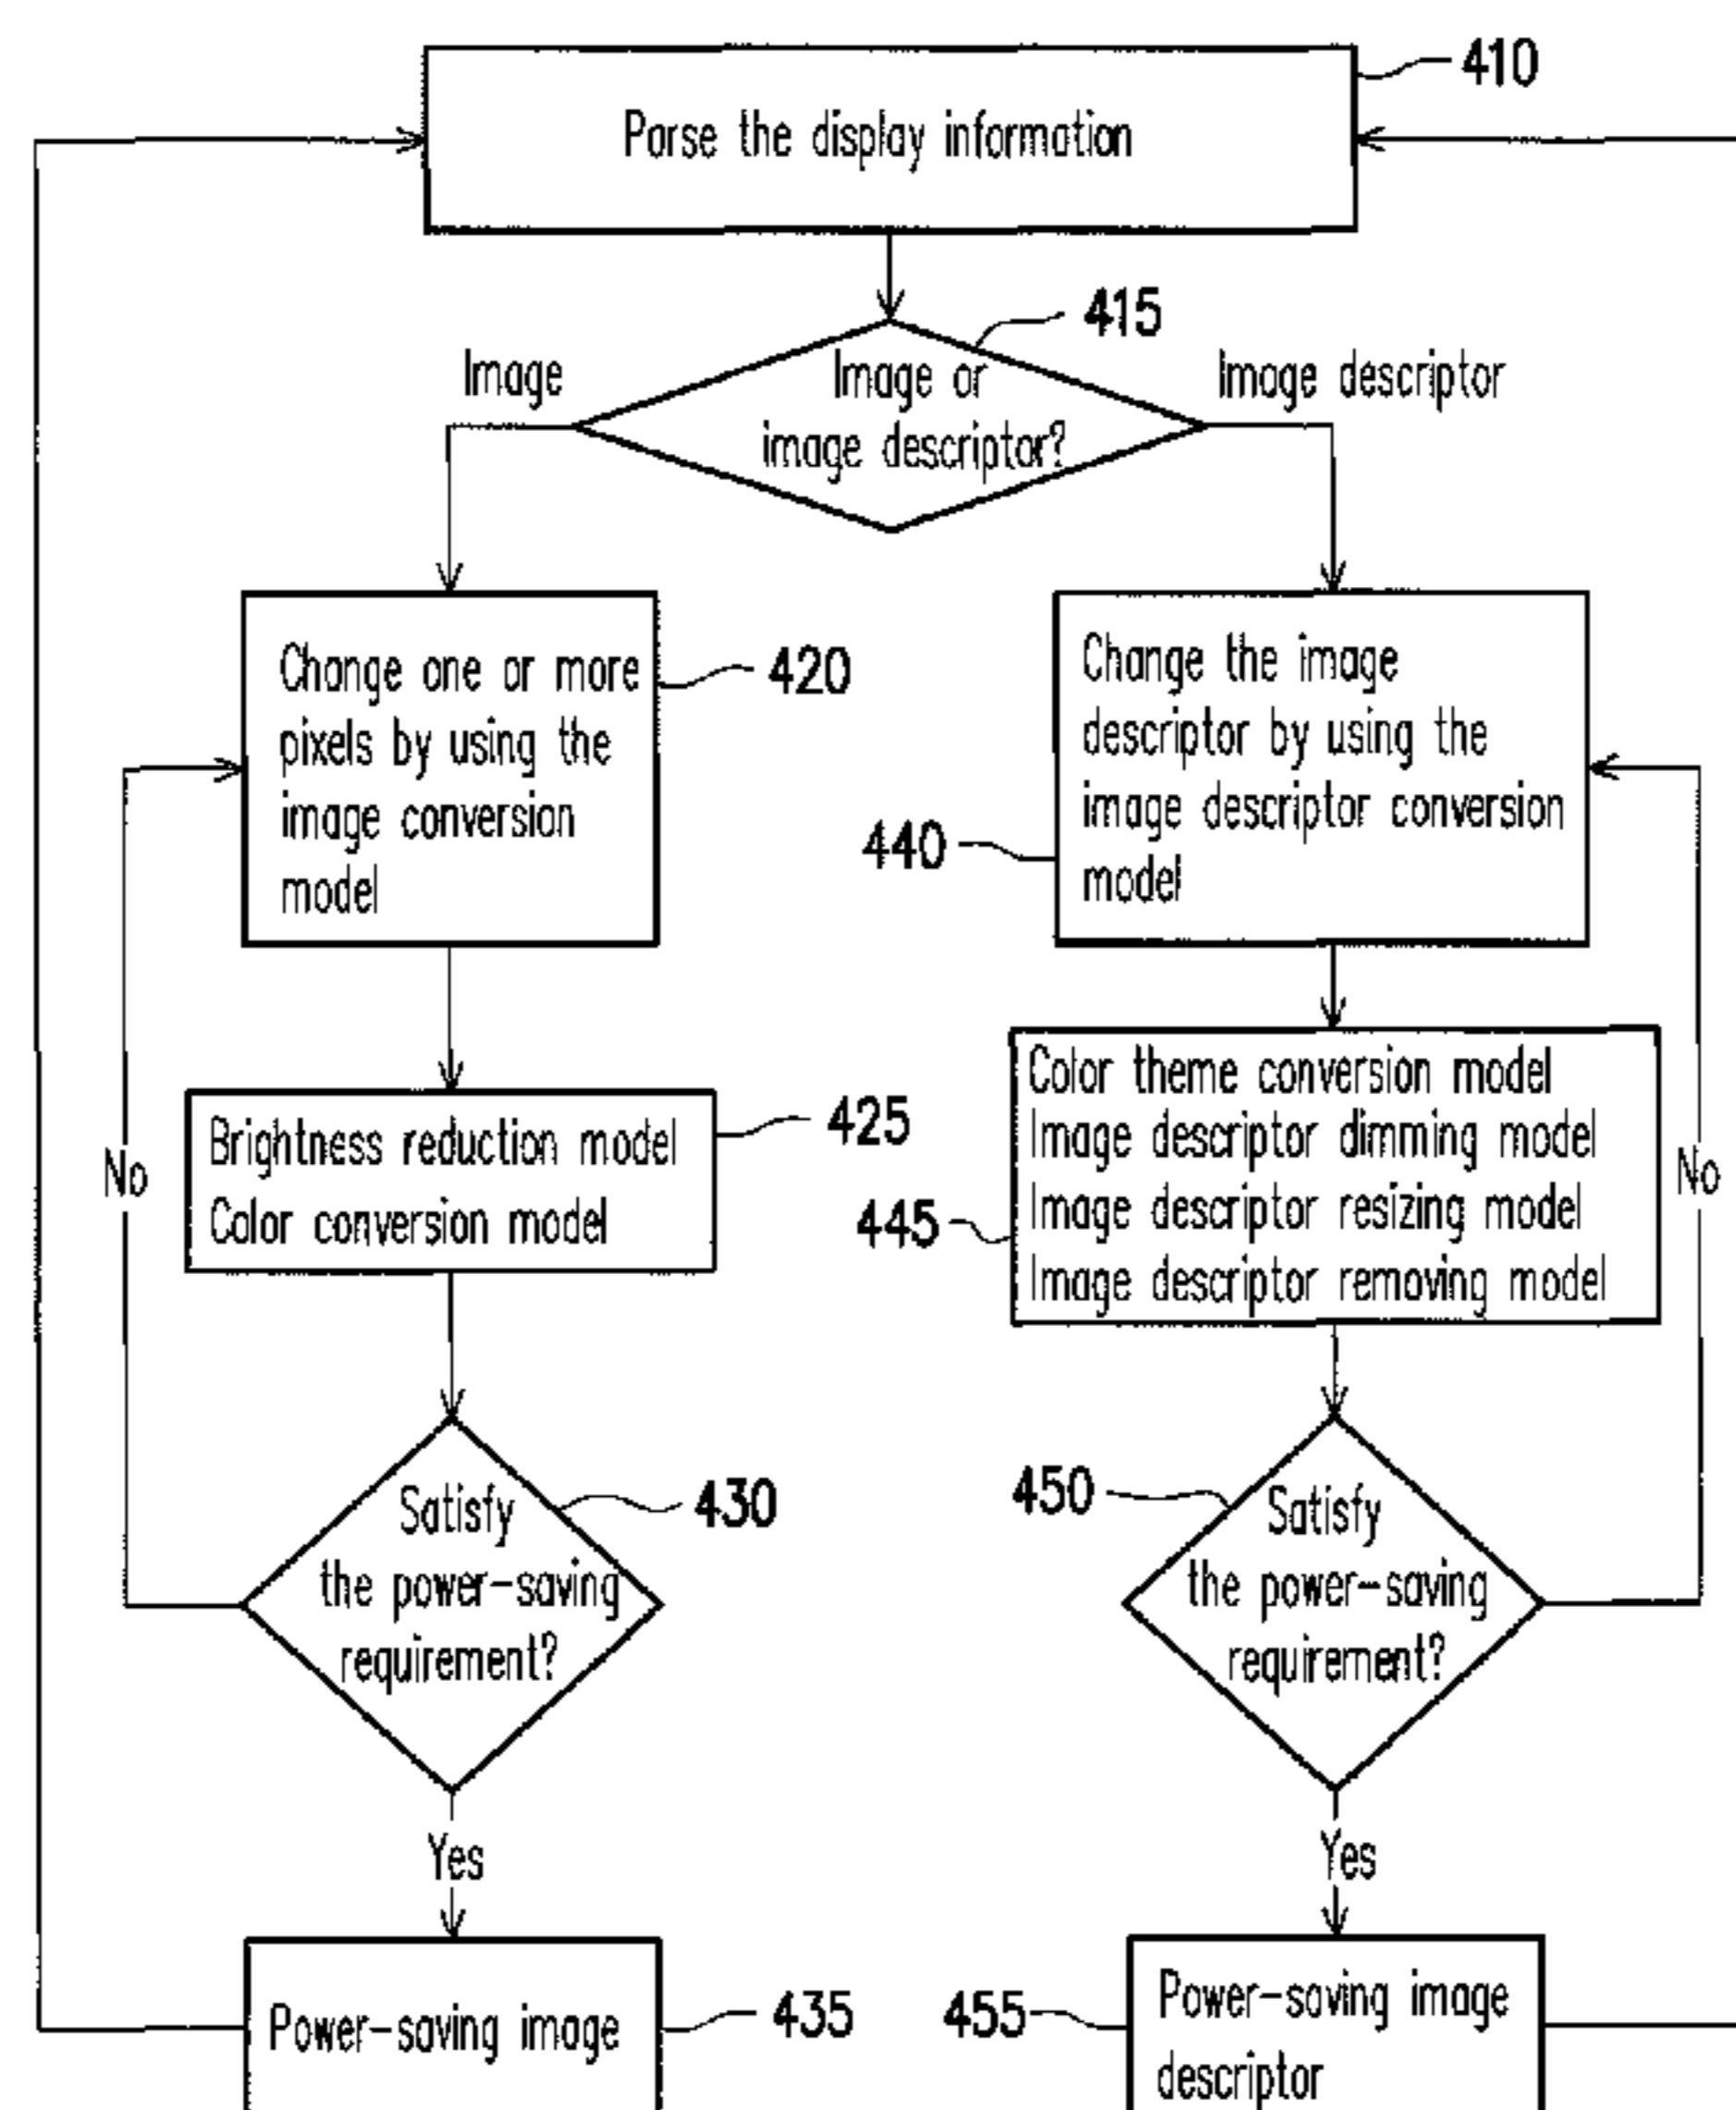 410
Parse the display information
415
Image
Image or
image descriptor?
Image descriptor
Change one or more
pixels by using the
image conversion
model
420
Change the image
descriptor by using the
image descriptor conversion
model
440
Brightness reduction model
Color conversion model
425
Color theme conversion model
Image descriptor dimming model
Image descriptor resizing model
Image descriptor removing model
445
No
No
Satisfy
the power-saving
requirement?
430
450
Satisfy
the power-saving
requirement?
Yes
Yes
Power-saving image
435
455
Power-saving image
descriptor